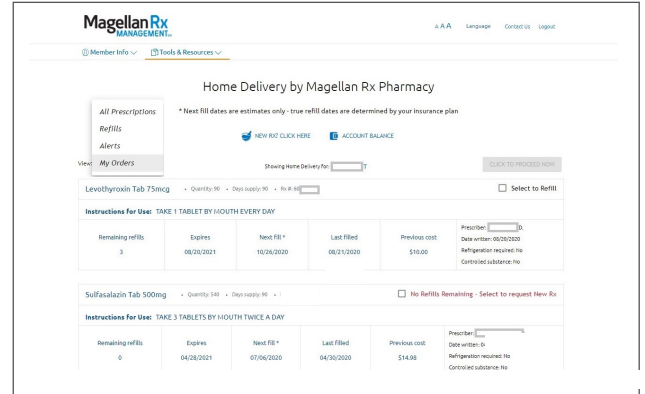 Magellan Rx
MANAGEMENT
A A A Language Contact Us Logout
Member Info Tools & Resources
Home Delivery by Magellan Rx Pharmacy
* Next fill dates are estimates only - true refill dates are determined by your insurance plan
All Prescriptions
Refills
Alerts
My Orders
NEW RX? CLICK HERE ACCOUNT BALANCE
View: Showing Home Delivery for: T CLICK TO PROCEED NOW
Levothyroxin Tab 75mcg • Quantity: 90 • Days supply: 90 • Rx #: 60 Select to Refill
Instructions for Use: TAKE 1 TABLET BY MOUTH EVERY DAY
Remaining refills Expires Next fill * Last filled Previous cost
3 08/20/2021 10/26/2020 08/21/2020 $10.00
Prescriber: D.
Date written: 08/20/2020
Refrigeration required: No
Controlled substance: No
Sulfasalazin Tab 500mg • Quantity: 540 • Days supply: 90 • No Refills Remaining - Select to request New Rx
Instructions for Use: TAKE 3 TABLETS BY MOUTH TWICE A DAY
Remaining refills Expires Next fill * Last filled Previous cost
0 04/28/2021 07/06/2020 04/30/2020 $14.98
Prescriber:
Date written: 0
Refrigeration required: No
Controlled substance: No